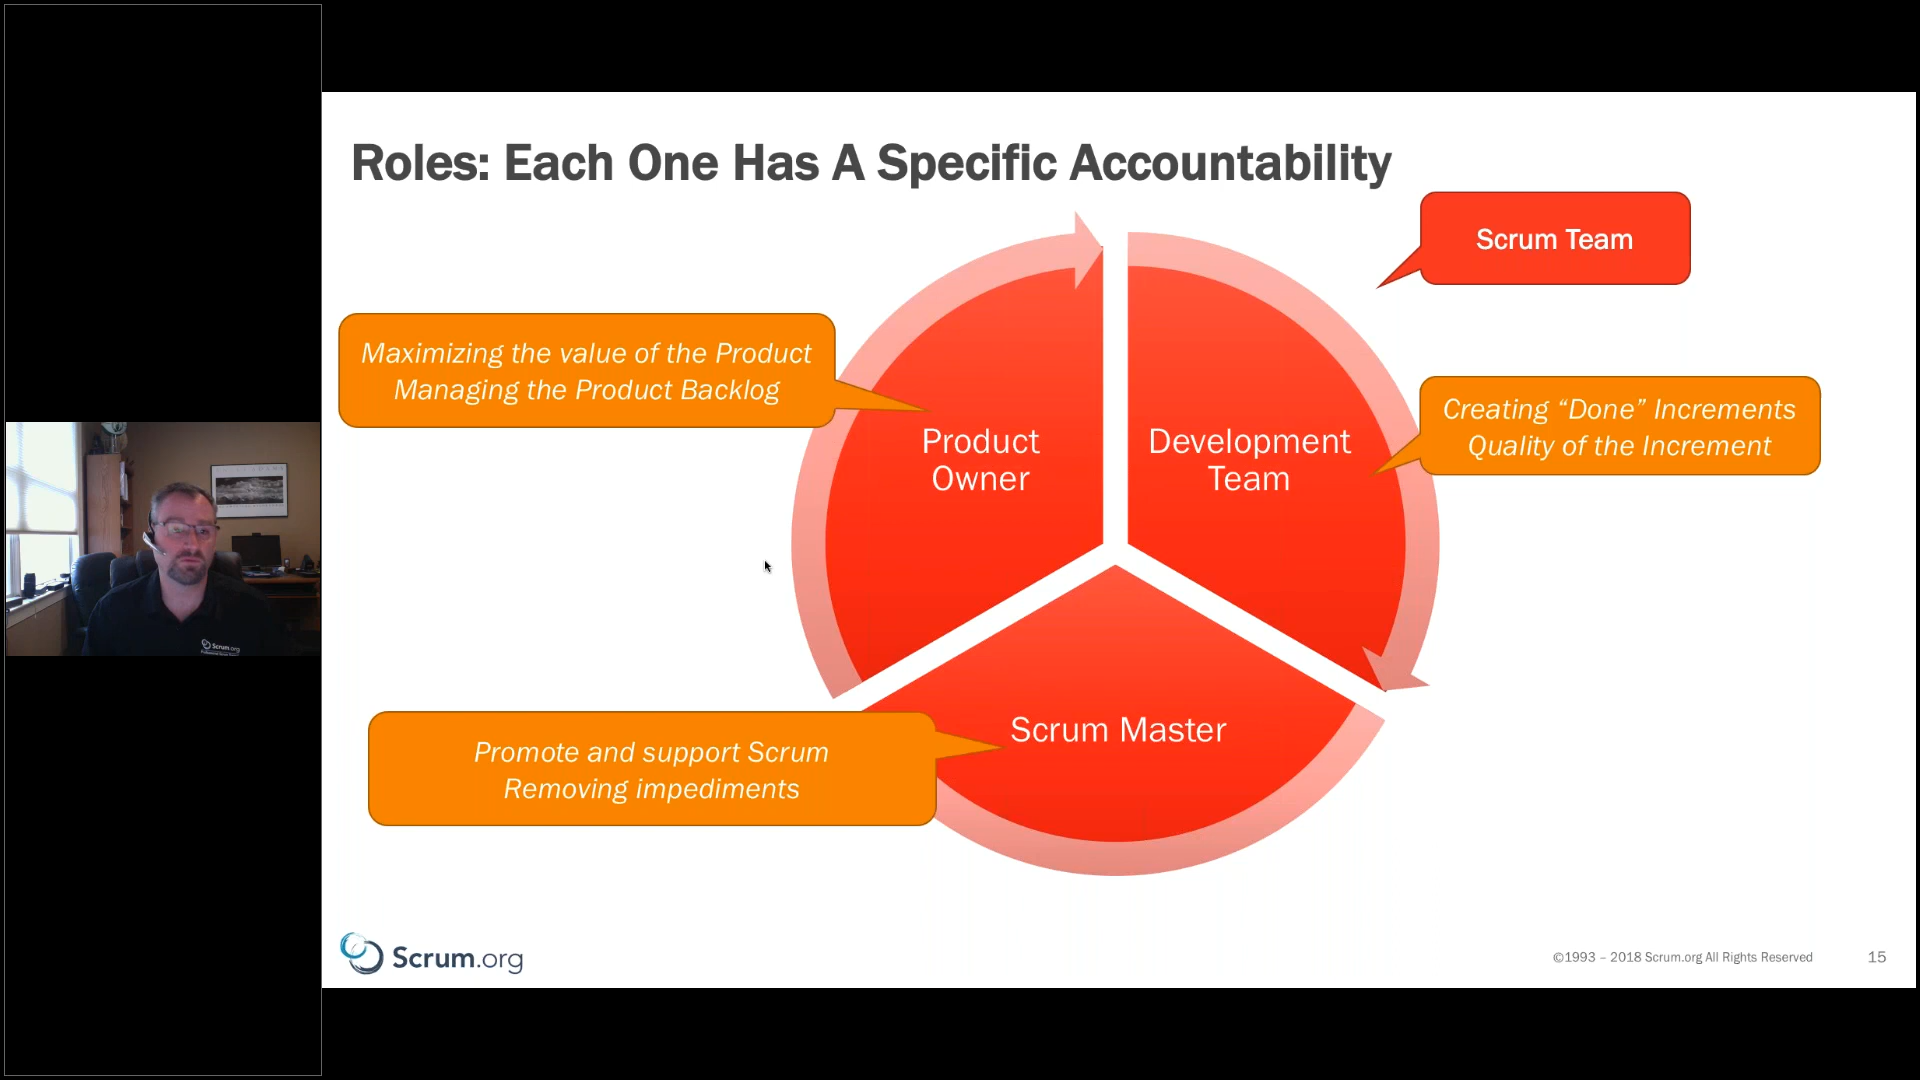 Roles: Each One Has A Specific Accountability
Scrum Team
Maximizing the value of the Product
Managing the Product Backlog
Creating “Done” Increments
Quality of the Increment
Product
Owner
Development
Team
Scrum Master
Promote and support Scrum
Removing impediments
Scrum.org
Scrum.org
©1993 – 2018 Scrum.org All Rights Reserved
15